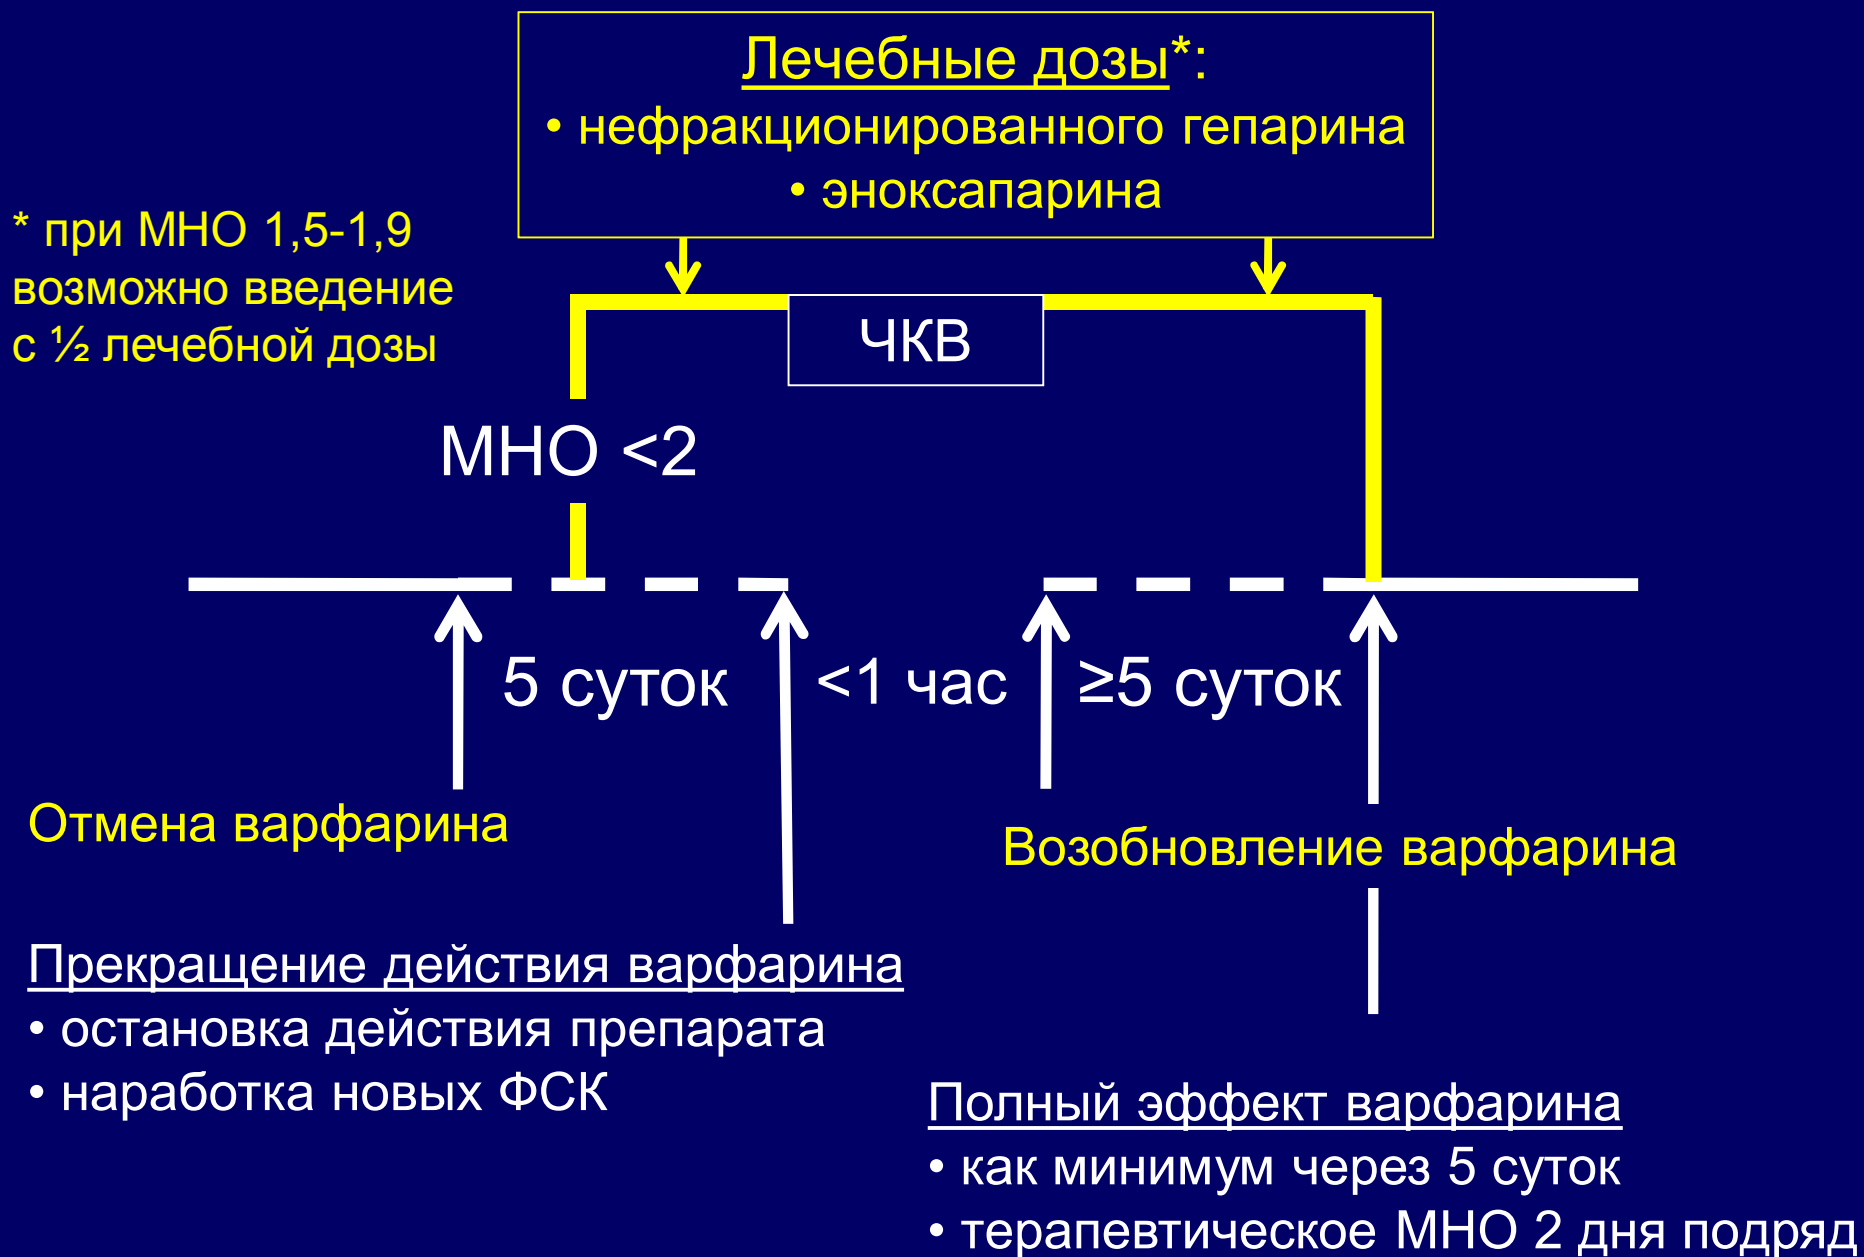 Лечебные дозы*:
• нефракционированного гепарина
• эноксапарина
* при МНО 1,5-1,9
возможно введение
с ½ лечебной дозы
ЧКВ
МНО <2
5 суток
<1 час
≥5 суток
Отмена варфарина
Возобновление варфарина
Прекращение действия варфарина
• остановка действия препарата
• наработка новых ФСК
Полный эффект варфарина
• как минимум через 5 суток
• терапевтическое МНО 2 дня подряд